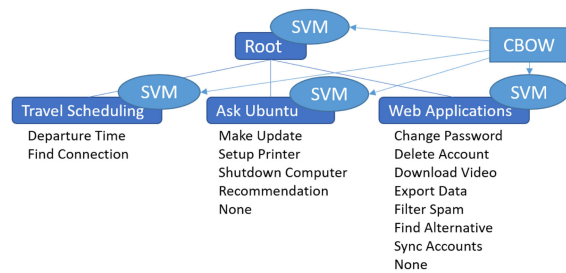 SVM
Root
CBOW
SVM
SVM
SVM
Travel Scheduling
Ask Ubuntu
Web Applications
Departure Time
Find Connection
Make Update
Setup Printer
Shutdown Computer
Recommendation
None
Change Password
Delete Account
Download Video
Export Data
Filter Spam
Find Alternative
Sync Accounts
None